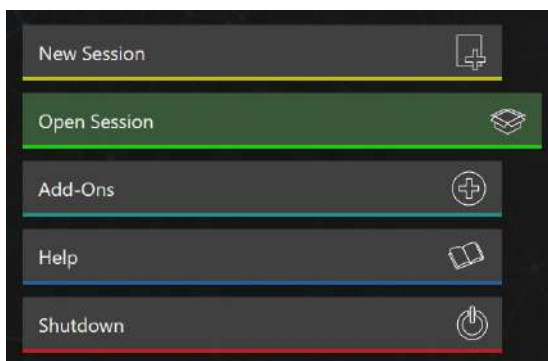 New Session
Open Session
Add-Ons
Help
Shutdown